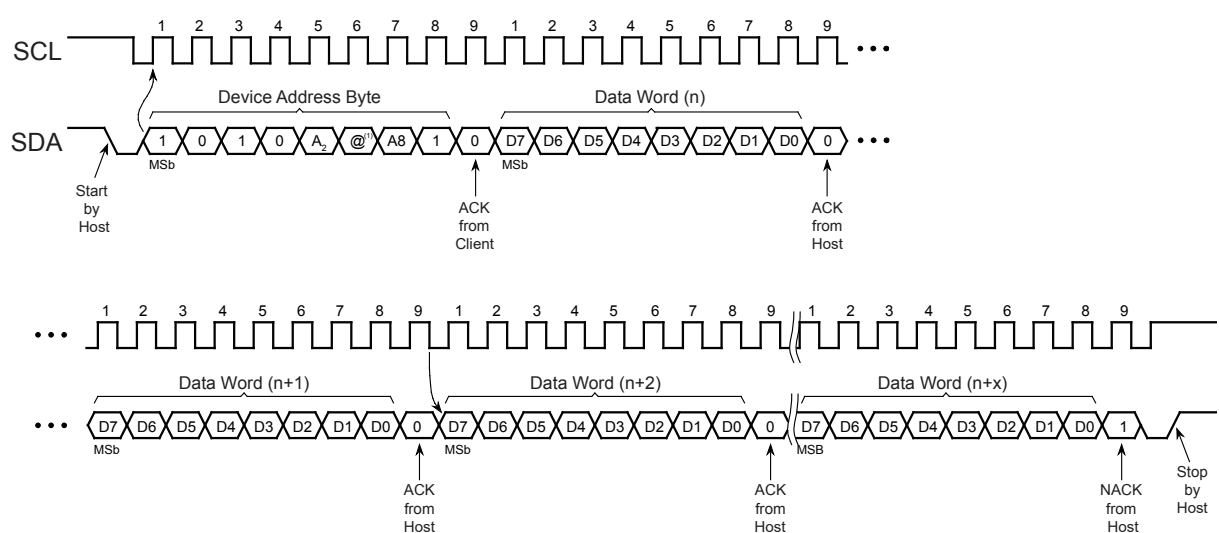 1 2 3 4 5 6 7 8 9 1 2 3 4 5 6 7 8 9
SCL
Device Address Byte Data Word (n)
SDA 1 0 1 0 A2 @(1) A8 1 0 D7 D6 D5 D4 D3 D2 D1 D0 0
MSb MSb
Start
by
Host
ACK
from
Client
ACK
from
Host
1 2 3 4 5 6 7 8 9 1 2 3 4 5 6 7 8 9 1 2 3 4 5 6 7 8 9
Data Word (n+1) Data Word (n+2) Data Word (n+x)
D7 D6 D5 D4 D3 D2 D1 D0 0 D7 D6 D5 D4 D3 D2 D1 D0 0 D7 D6 D5 D4 D3 D2 D1 D0 1
MSb MSb MSB
ACK
from
Host
ACK
from
Host
NACK
from
Host
Stop
by
Host